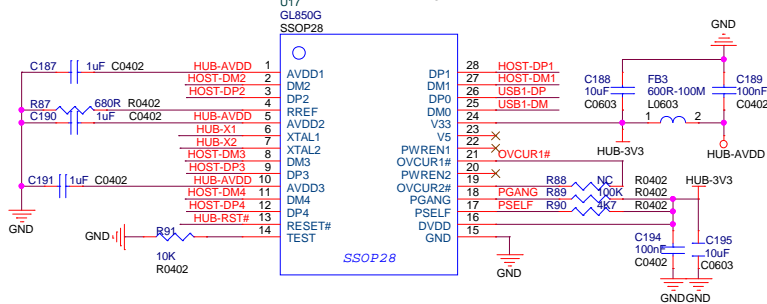 U17
GL850G
SSOP28
GND
C187 1uF C0402 HUB-AVDD 1 AVDD1 DP1 28 HOST-DP1
HOST-DM2 2 DM2 DM1 27 HOST-DM1
HOST-DP2 3 DP2 DP0 26 USB1-DP
R87 680R R0402 4 RREF DM0 25 USB1-DM
C190 1uF C0402 HUB-AVDD 5 AVDD2 V33 24
HUB-X1 6 XTAL1 V5 23
HUB-X2 7 XTAL2 PWREN1 22
HOST-DM3 8 DM3 OVCUR1# 21 OVCUR1#
HOST-DP3 9 DP3 PWREN2 20
C191 1uF C0402 HUB-AVDD 10 AVDD3 OVCUR2# 19 R88 NC R0402
HOST-DM4 11 DM4 PGANG 18 PGANG R89 100K R0402
HOST-DP4 12 DP4 PSELF 17 PSELF R90 4K7 R0402
HUB-RST# 13 RESET# DVDD 16
14 TEST GND 15
GND
GND R91
10K
R0402
SSOP28
GND
C188
10uF
C0603
FB3
600R-100M
L0603
1 2
C189
100nF
C0402
HUB-3V3
HUB-AVDD
HUB-3V3
C194
100nF
C0402
C195
10uF
C0603
GND GND